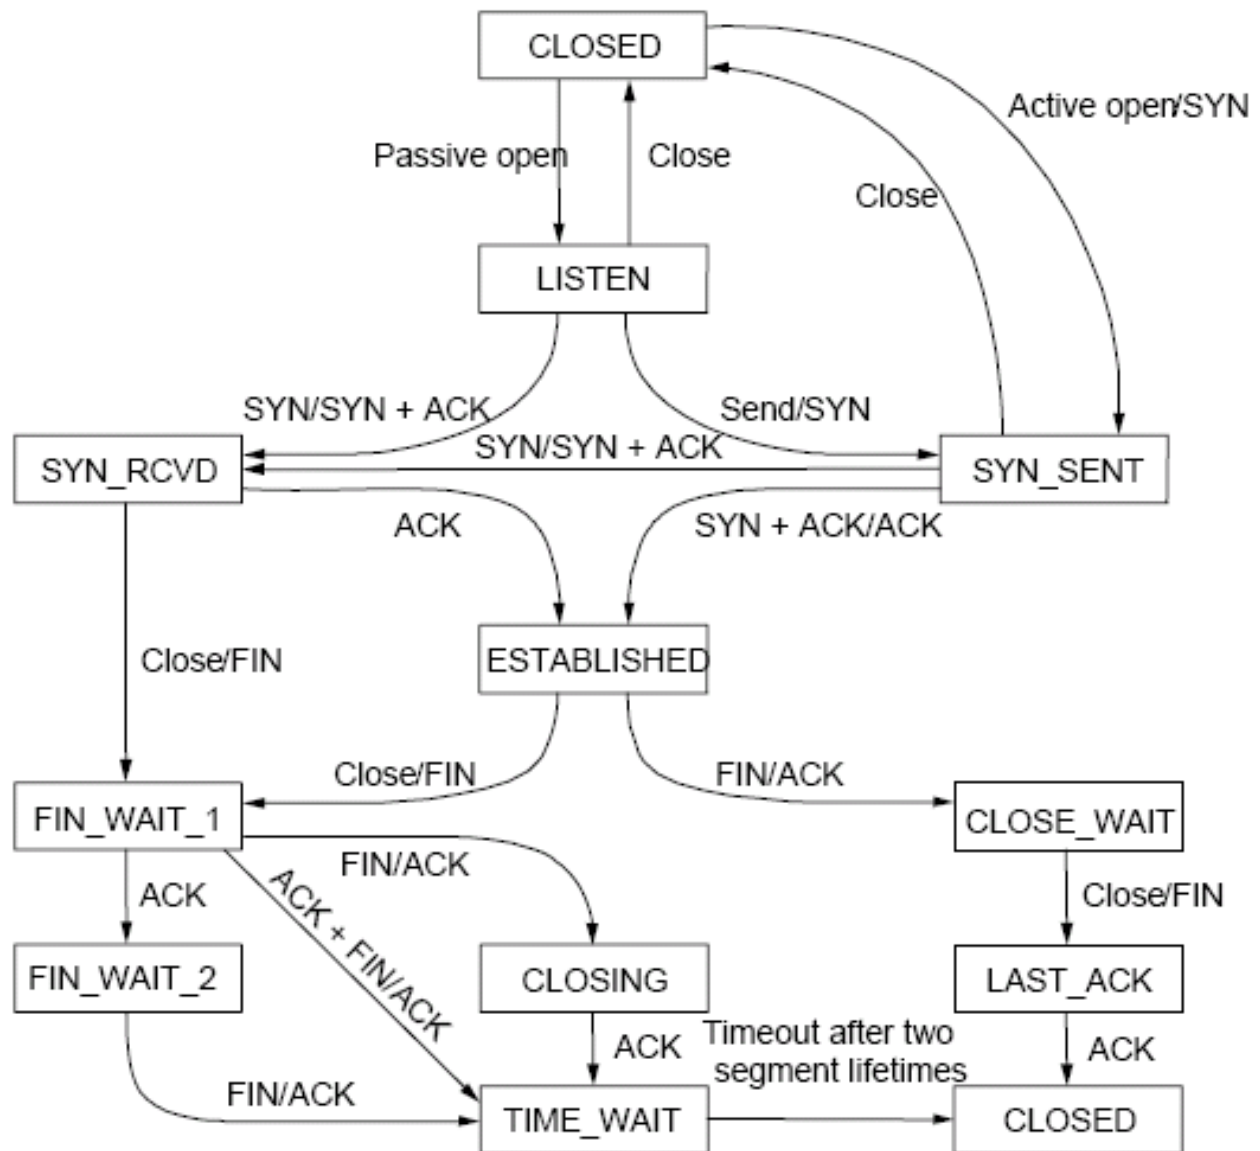 CLOSED
Active open/SYN
Passive open
Close
Close
LISTEN
SYN/SYN + ACK
Send/SYN
SYN/SYN + ACK
SYN_RCVD
SYN_SENT
ACK
SYN + ACK/ACK
Close/FIN
ESTABLISHED
Close/FIN
FIN/ACK
FIN_WAIT_1
CLOSE_WAIT
FIN/ACK
ACK
ACK + FIN/ACK
Close/FIN
FIN_WAIT_2
CLOSING
LAST_ACK
Timeout after two
segment lifetimes
ACK
ACK
FIN/ACK
TIME_WAIT
CLOSED